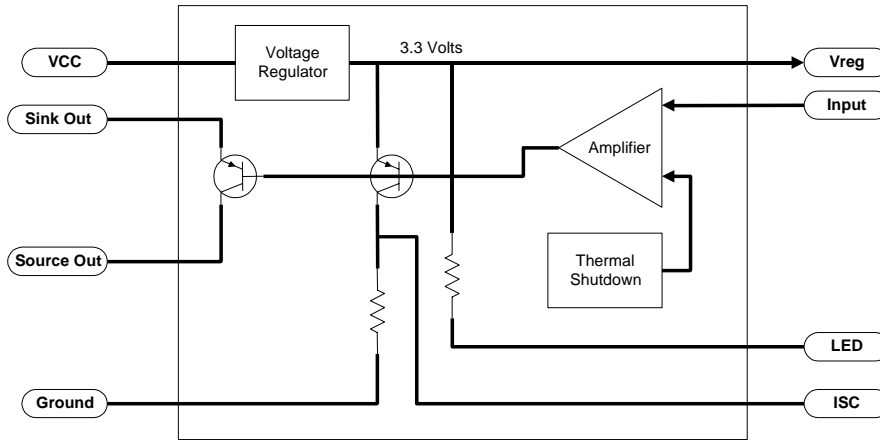 VCC
Voltage
Regulator
3.3 Volts
Vreg
Sink Out
Input
Amplifier
Source Out
Thermal
Shutdown
LED
Ground
ISC